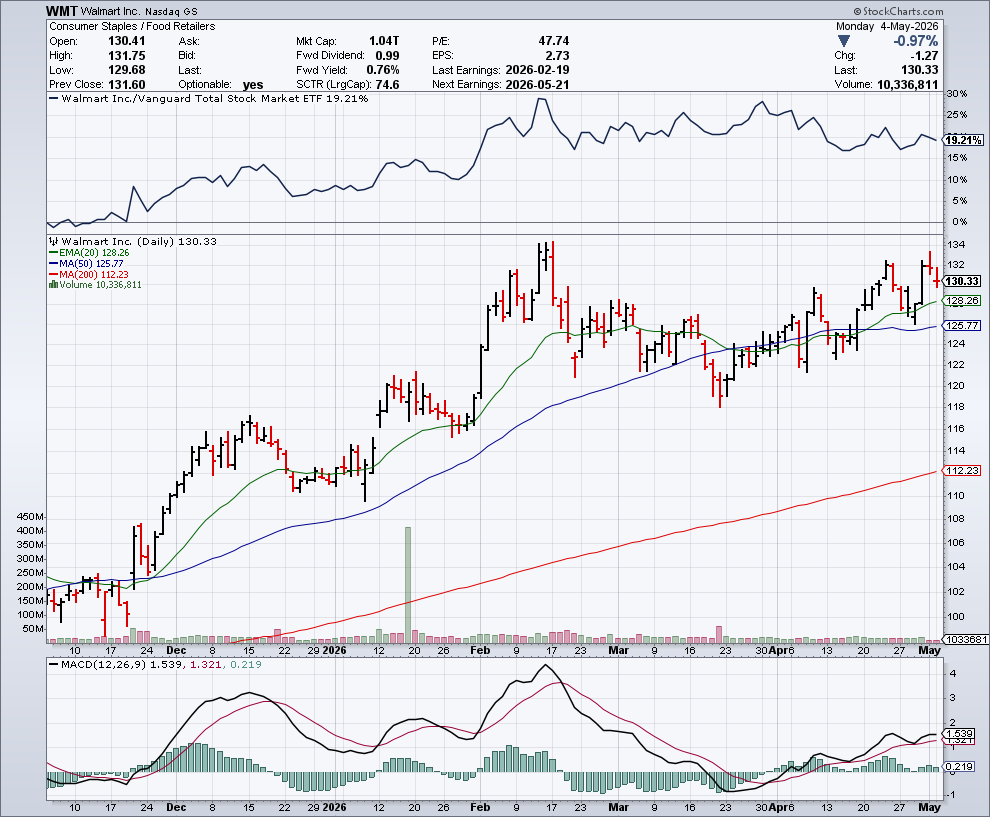 WMT Walmart Inc. Nasdaq GS © StockCharts.com
Consumer Staples / Food Retailers Monday 4-May-2026
Open: 130.41 Ask: Mkt Cap: 1.04T P/E: 47.74 -0.97%
High: 131.75 Bid: Fwd Dividend: 0.99 EPS: 2.73 Chg: -1.27
Low: 129.68 Last: Fwd Yield: 0.76% Last Earnings: 2026-02-19 Last: 130.33
Prev Close: 131.60 Optionable: yes SCTR (LrgCap): 74.6 Next Earnings: 2026-05-21 Volume: 10,336,811
Walmart Inc./Vanguard Total Stock Market ETF 19.21%
30%
25%
19.21%
15%
10%
5%
0%
Walmart Inc. (Daily) 130.33
EMA(20) 128.26
MA(50) 125.77
MA(200) 112.23
Volume 10,336,811
134
132
130.33
128.26
125.77
124
122
120
118
116
114
112.23
110
108
106
104
102
100
1033681
450M
400M
350M
300M
250M
200M
150M
100M
50M
10 17 24 Dec 8 15 22 29 2026 12 20 26 Feb 9 17 23 Mar 9 16 23 30 Apr 6 13 20 27 May
MACD(12,26,9) 1.539, 1.321, 0.219
4
3
2
1.539
1.321
1
0.219
-1
10 17 24 Dec 8 15 22 29 2026 12 20 26 Feb 9 17 23 Mar 9 16 23 30 Apr 6 13 20 27 May